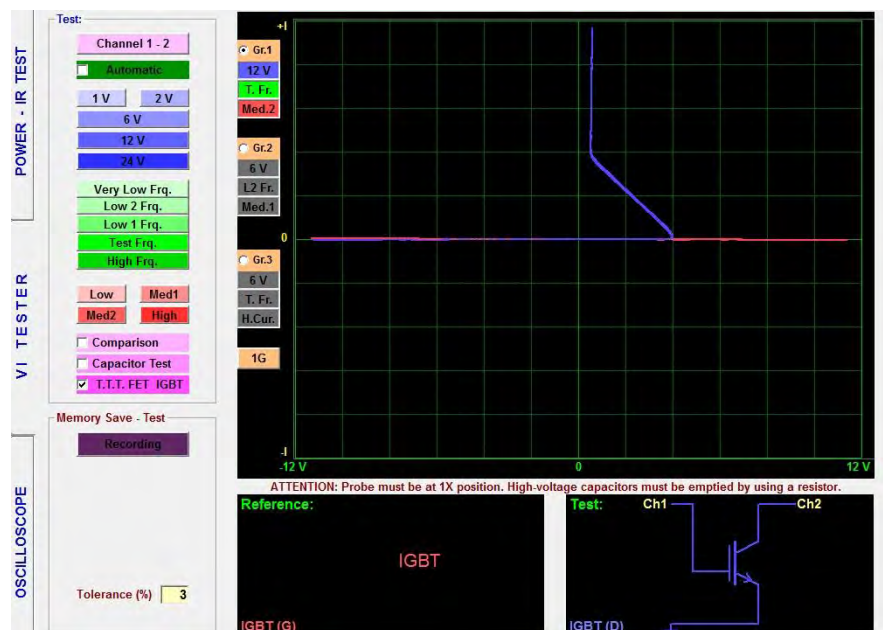 POWER - IR TEST
VI TESTER
OSCILLOSCOPE
Test:
Channel 1 - 2
Automatic
1 V
2 V
6 V
12 V
24 V
Very Low Frq.
Low 2 Frq.
Low 1 Frq.
Test Frq.
High Frq.
Low
Med1
Med2
High
Comparison
Capacitor Test
T.T.T. FET IGBT
Memory Save - Test
Recording
Tolerance (%) 3
Gr.1
12 V
T. Fr.
Med.2
Gr.2
6 V
L2 Fr.
Med.1
Gr.3
6 V
T. Fr.
H.Cur.
1G
+I
0
-I
-12 V
0
12 V
ATTENTION: Probe must be at 1X position. High-voltage capacitors must be emptied by using a resistor.
Reference:
IGBT
IGBT (G)
Test:
Ch1
Ch2
IGBT (D)